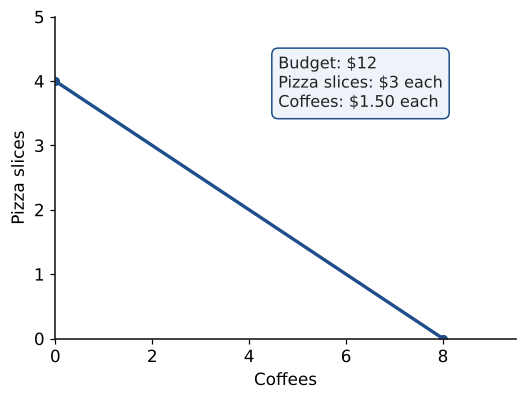 5
Budget: $12
Pizza slices: $3 each
Coffees: $1.50 each
4
3
Pizza slices
2
1
0
0 2 4 6 8
Coffees